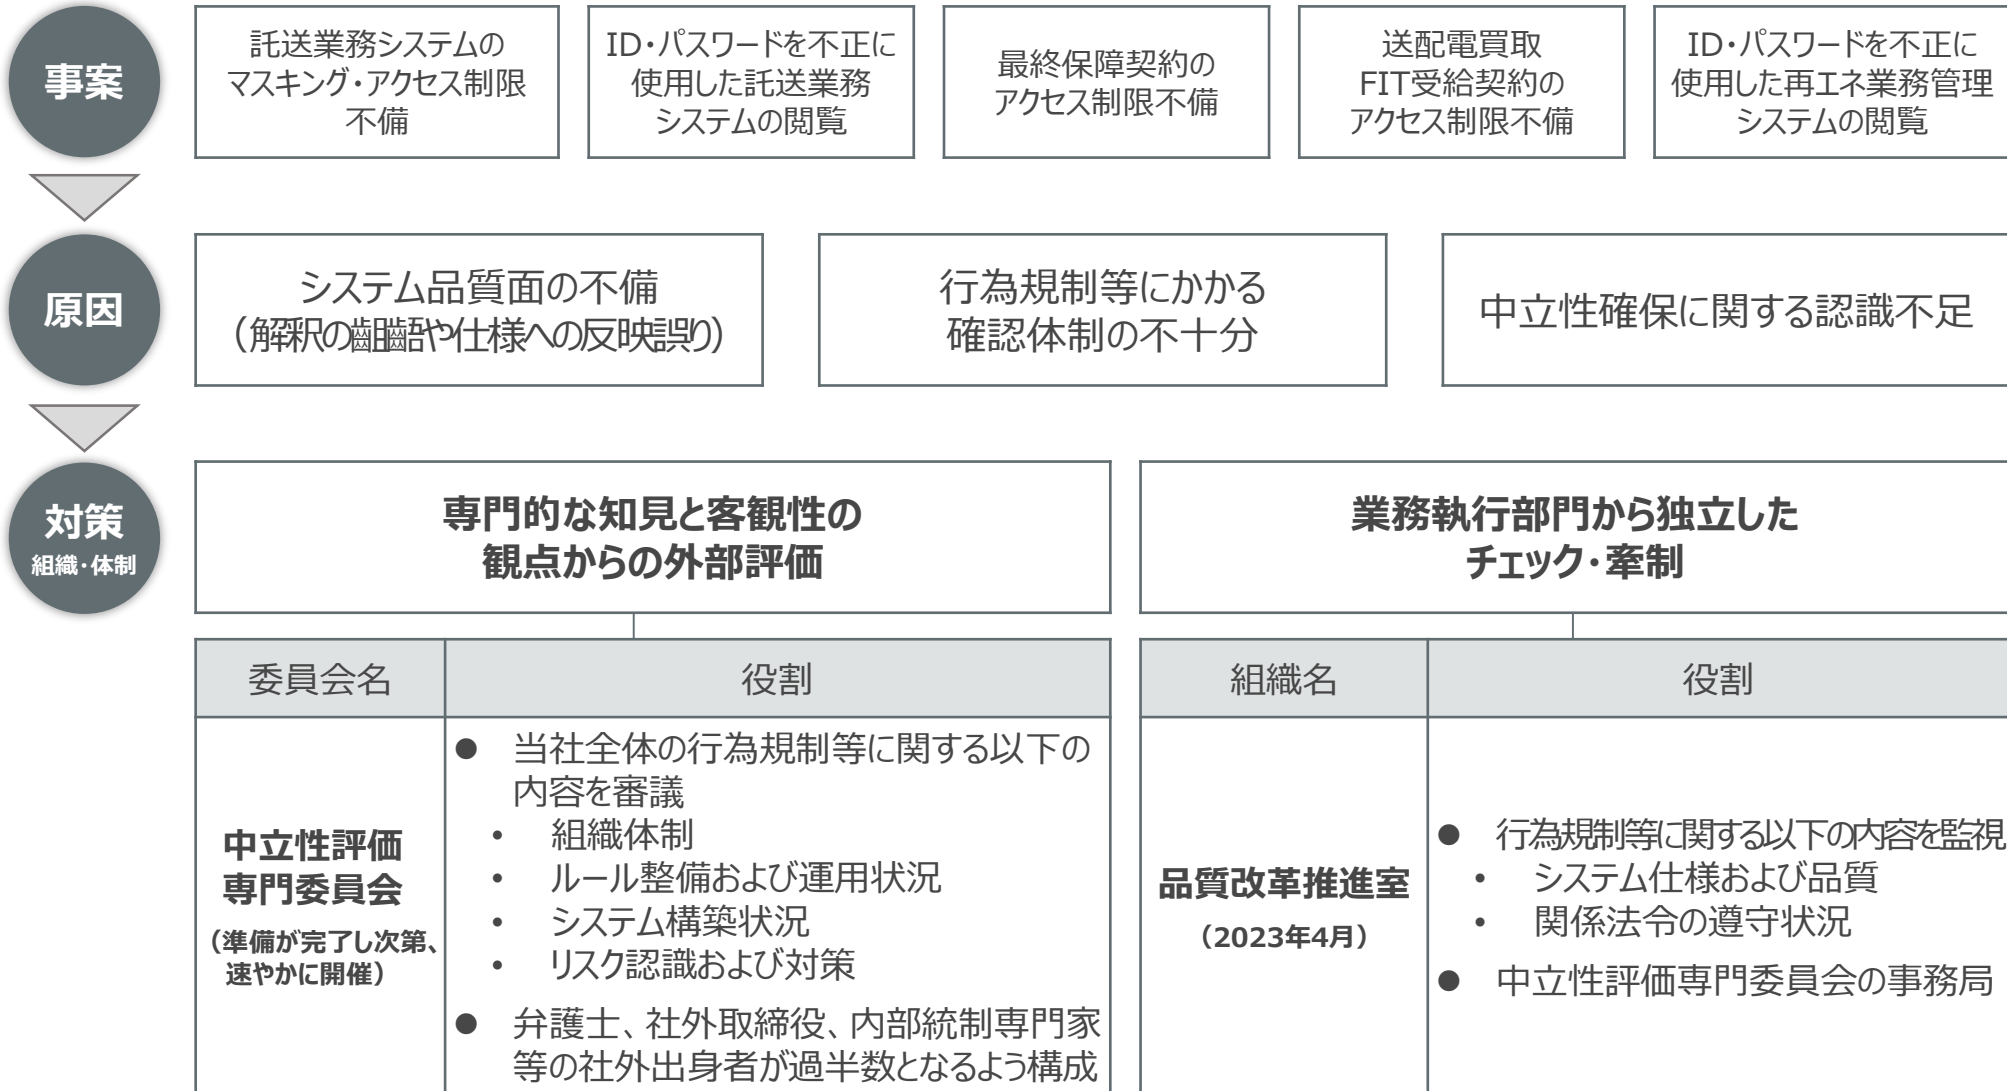 事案
託送業務システムの
マスキング・アクセス制限
不備
ID・パスワードを不正に
使用した託送業務
システムの閲覧
最終保障契約の
アクセス制限不備
送配電買取
FIT受給契約の
アクセス制限不備
ID・パスワードを不正に
使用した再エネ業務管理
システムの閲覧
原因
システム品質面の不備
（解釈の齟齬や仕様への反映誤り）
行為規制等にかかる
確認体制の不十分
中立性確保に関する認識不足
対策
組織・体制
専門的な知見と客観性の
観点からの外部評価
業務執行部門から独立した
チェック・牽制
委員会名
役割
中立性評価
専門委員会
（準備が完了し次第、
速やかに開催）
● 当社全体の行為規制等に関する以下の
内容を審議
• 組織体制
• ルール整備および運用状況
• システム構築状況
• リスク認識および対策
● 弁護士、社外取締役、内部統制専門家
等の社外出身者が過半数となるよう構成
組織名
役割
品質改革推進室
（2023年4月）
● 行為規制等に関する以下の内容を監視
• システム仕様および品質
• 関係法令の遵守状況
● 中立性評価専門委員会の事務局